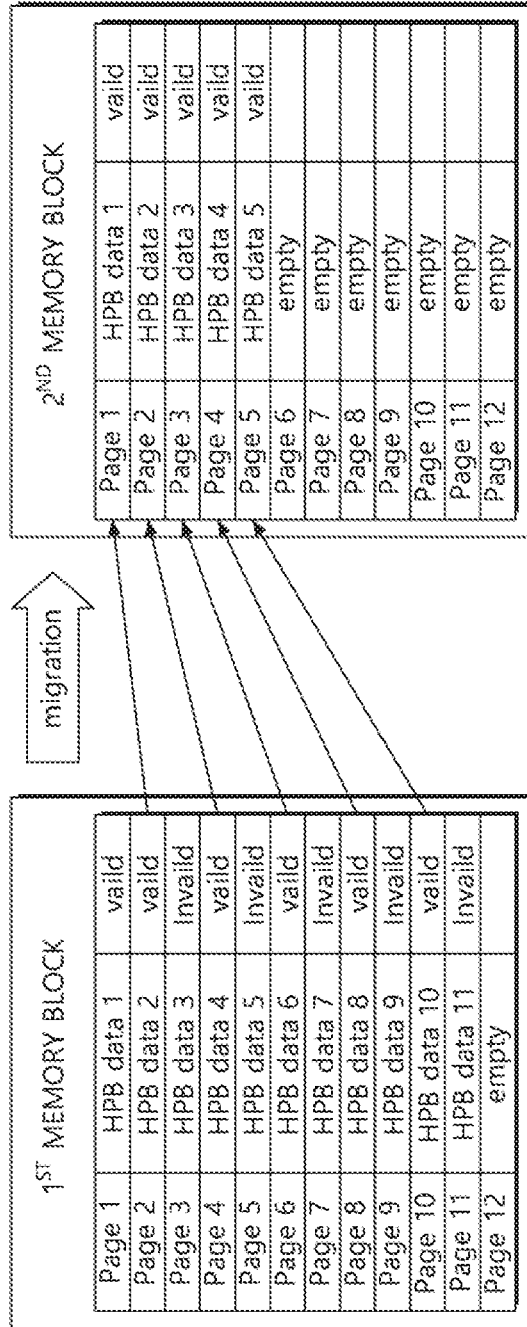 1ST MEMORY BLOCK
Page 1 HPB data 1 vaild
Page 2 HPB data 2 vaild
Page 3 HPB data 3 Invaild
Page 4 HPB data 4 vaild
Page 5 HPB data 5 Invaild
Page 6 HPB data 6 vaild
Page 7 HPB data 7 Invaild
Page 8 HPB data 8 vaild
Page 9 HPB data 9 Invaild
Page 10 HPB data 10 vaild
Page 11 HPB data 11 Invaild
Page 12 empty
migration
2ND MEMORY BLOCK
Page 1 HPB data 1 vaild
Page 2 HPB data 2 vaild
Page 3 HPB data 3 vaild
Page 4 HPB data 4 vaild
Page 5 HPB data 5 vaild
Page 6 empty
Page 7 empty
Page 8 empty
Page 9 empty
Page 10 empty
Page 11 empty
Page 12 empty